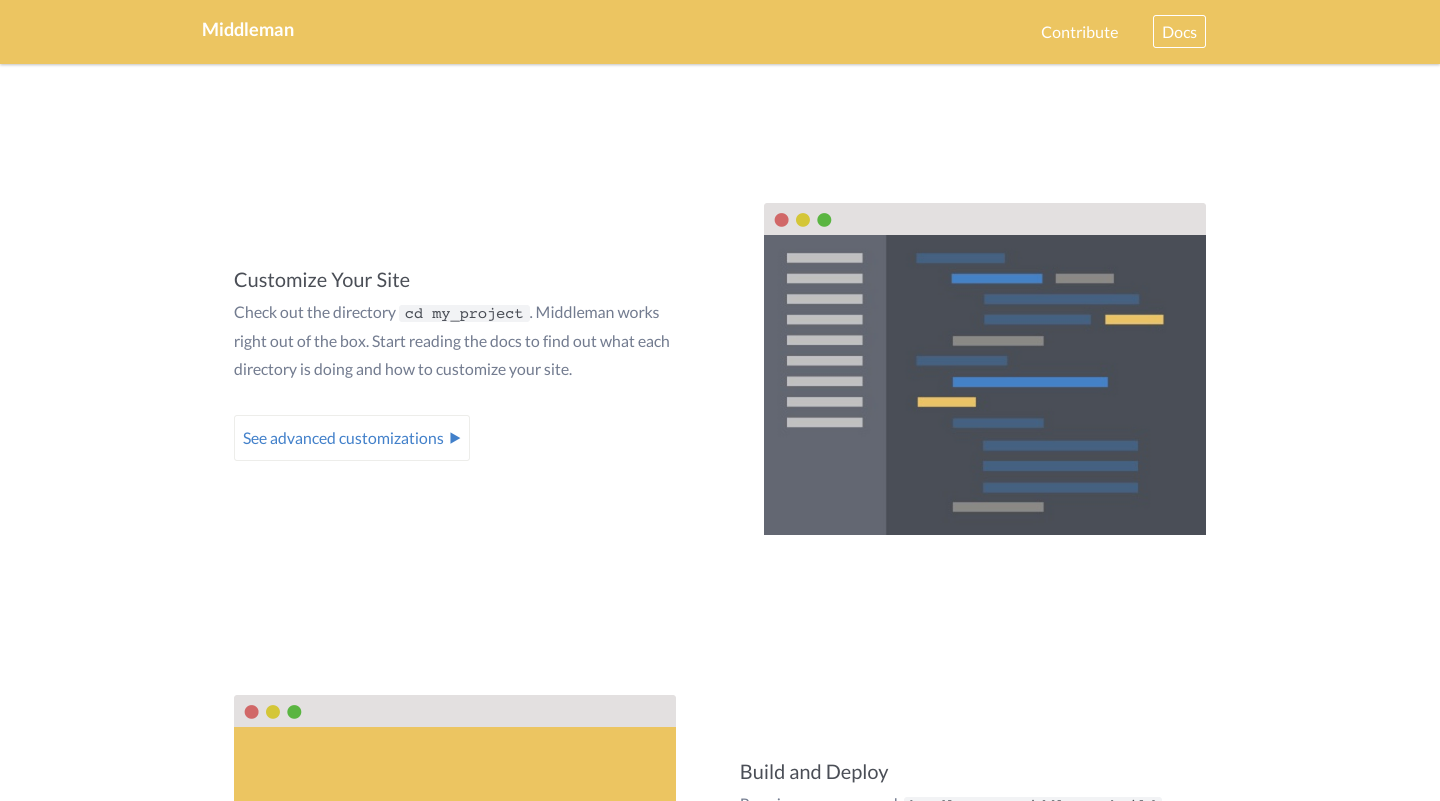 Middleman
Contribute
Docs
Customize Your Site
Check out the directory cd my_project. Middleman works
right out of the box. Start reading the docs to find out what each
directory is doing and how to customize your site.
See advanced customizations
Build and Deploy